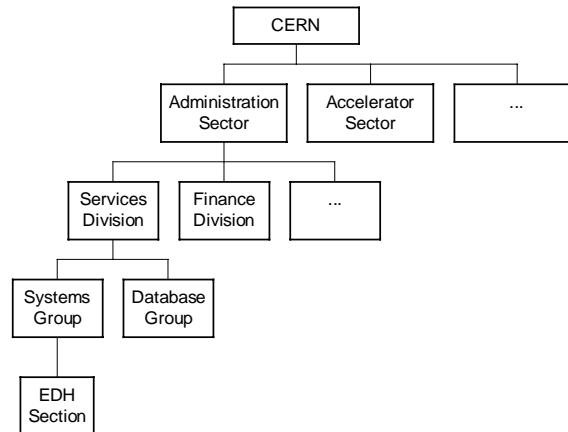 CERN
Administration
Sector
Accelerator
Sector
...
Services
Division
Finance
Division
...
Systems
Group
Database
Group
EDH
Section